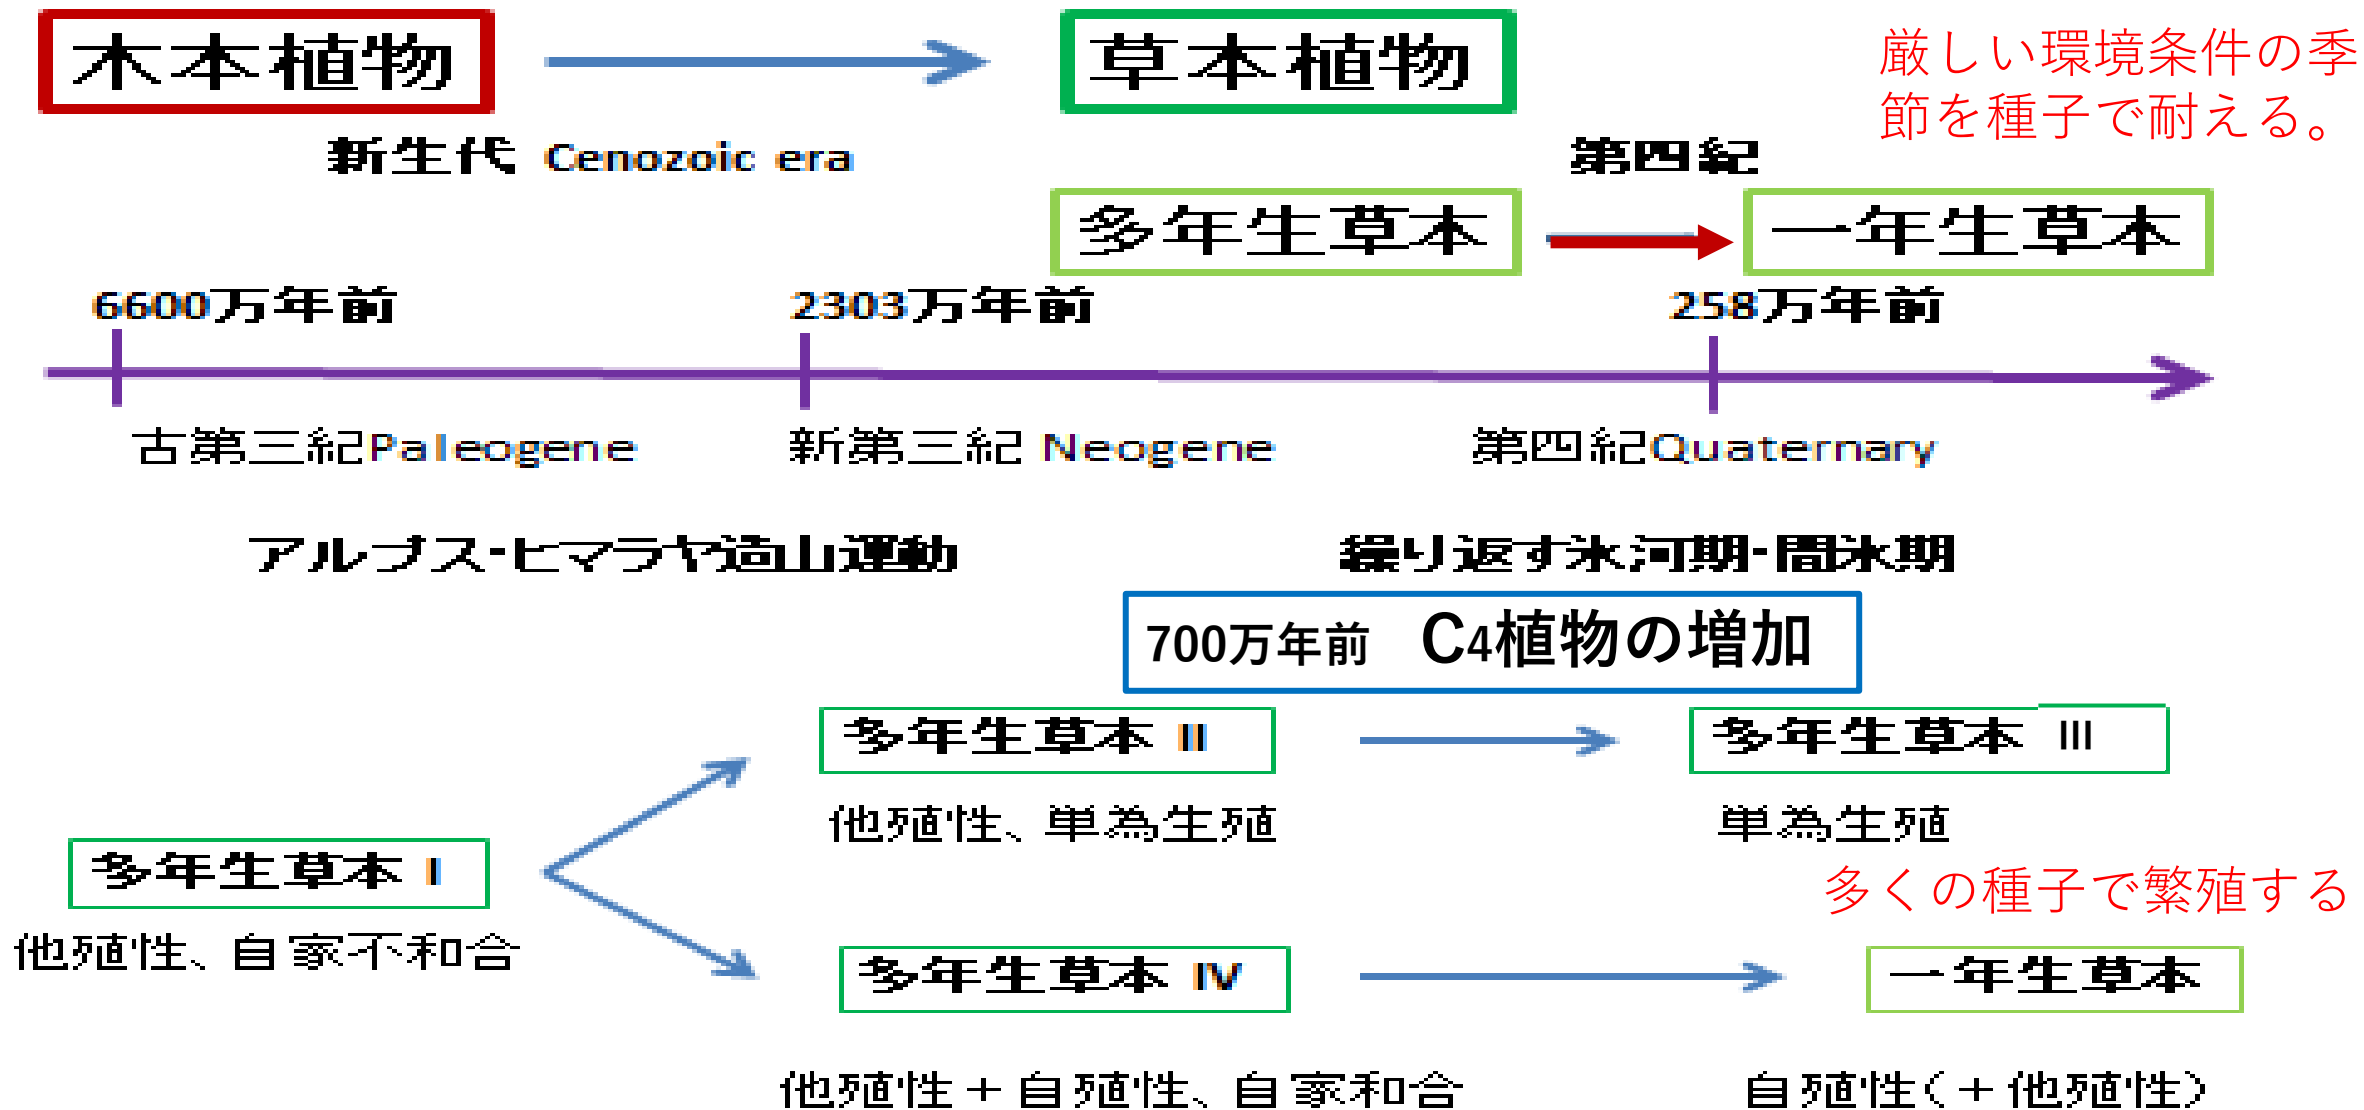 木本植物
草本植物
厳しい環境条件の季
節を種子で耐える。
新生代 Cenozoic era
第四紀
多年生草本
一年生草本
6600万年前
2303万年前
258万年前
古第三紀Paleogene
新第三紀 Neogene
第四紀Quaternary
アルプス・ヒマラヤ造山運動
繰り返す氷河期・間氷期
700万年前 C4植物の増加
多年生草本 II
多年生草本 III
他殖性、単為生殖
単為生殖
多年生草本 I
多くの種子で繁殖する
他殖性、自家不和合
多年生草本 IV
一年生草本
他殖性＋自殖性、自家和合
自殖性(＋他殖性)